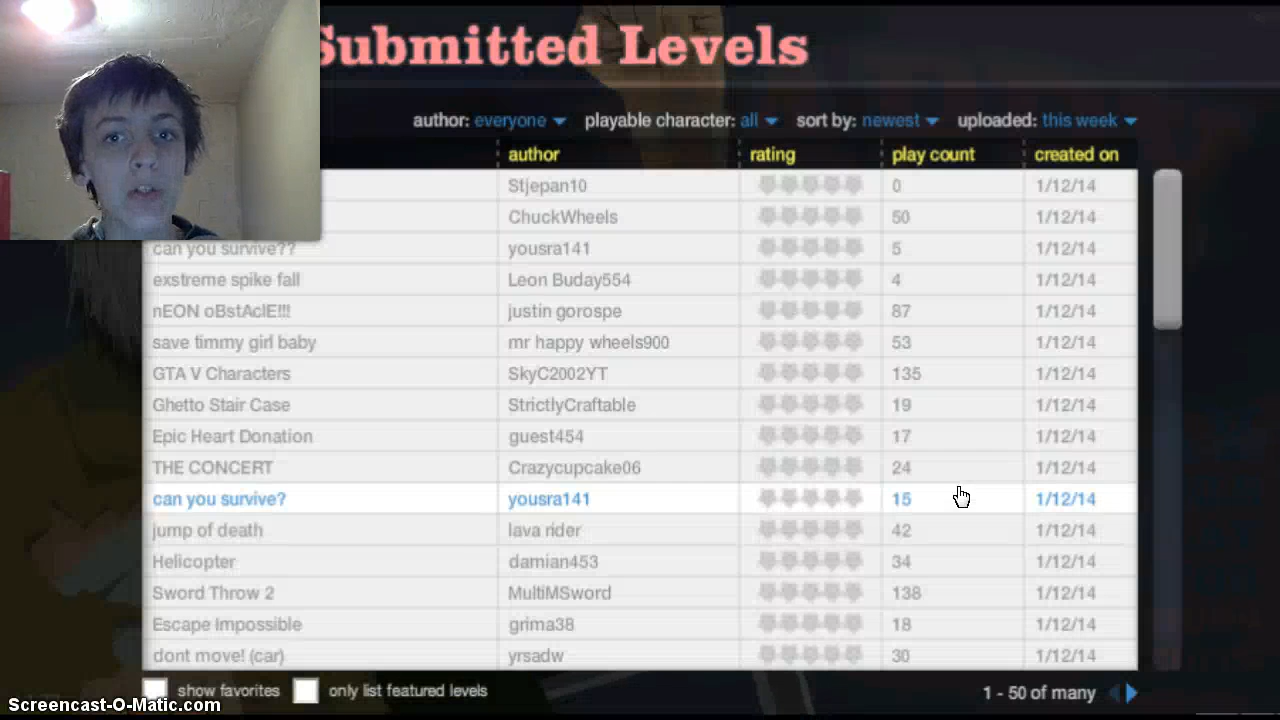 Submitted Levels
author: everyone playable character: all sort by: newest uploaded: this week
author rating play count created on
Stjepan10 0 1/12/14
ChuckWheels 50 1/12/14
can you survive?? yousra141 5 1/12/14
exstreme spike fall Leon Buday554 4 1/12/14
nEON oBstAclE!!! justin gorospe 87 1/12/14
save timmy girl baby mr happy wheels900 53 1/12/14
GTA V Characters SkyC2002YT 135 1/12/14
Ghetto Stair Case StrictlyCraftable 19 1/12/14
Epic Heart Donation guest454 17 1/12/14
THE CONCERT Crazycupcake06 24 1/12/14
can you survive? yousra141 15 1/12/14
jump of death lava rider 42 1/12/14
Helicopter damian453 34 1/12/14
Sword Throw 2 MultiMSword 138 1/12/14
Escape Impossible grima38 18 1/12/14
dont move! (car) yrsadw 30 1/12/14
show favorites only list featured levels 1 - 50 of many
Screencast-O-Matic.com